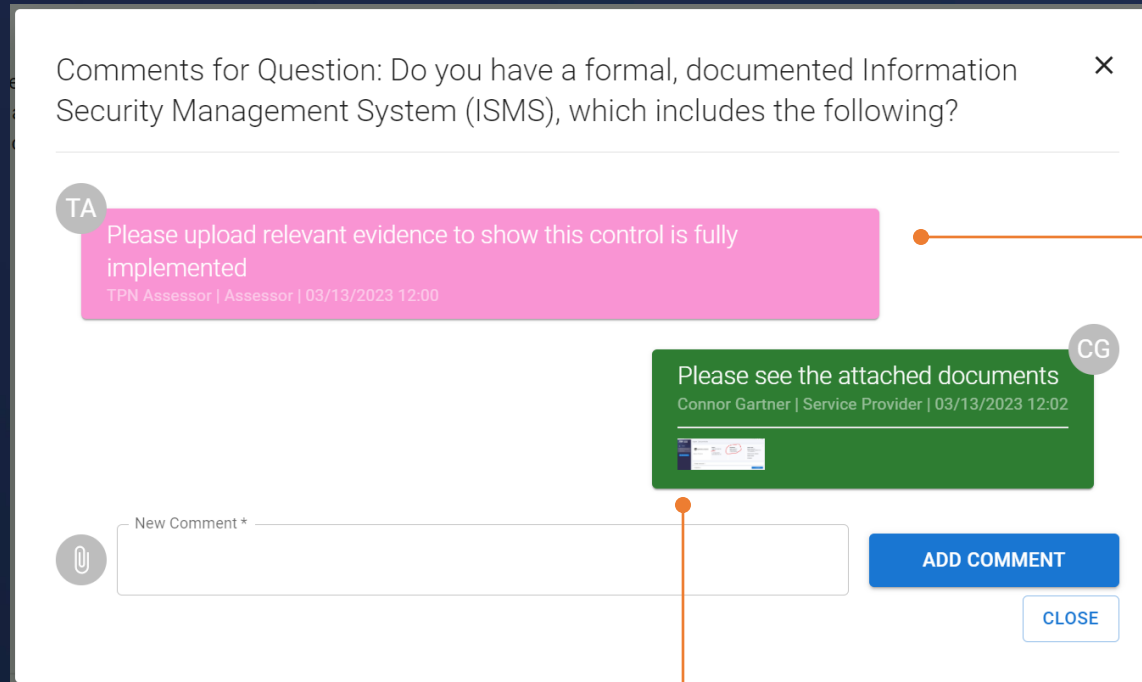 Comments for Question: Do you have a formal, documented Information
Security Management System (ISMS), which includes the following?
TA
Please upload relevant evidence to show this control is fully
implemented
TPN Assessor | Assessor | 03/13/2023 12:00
CG
Please see the attached documents
Connor Gartner | Service Provider | 03/13/2023 12:02
New Comment *
ADD COMMENT
CLOSE